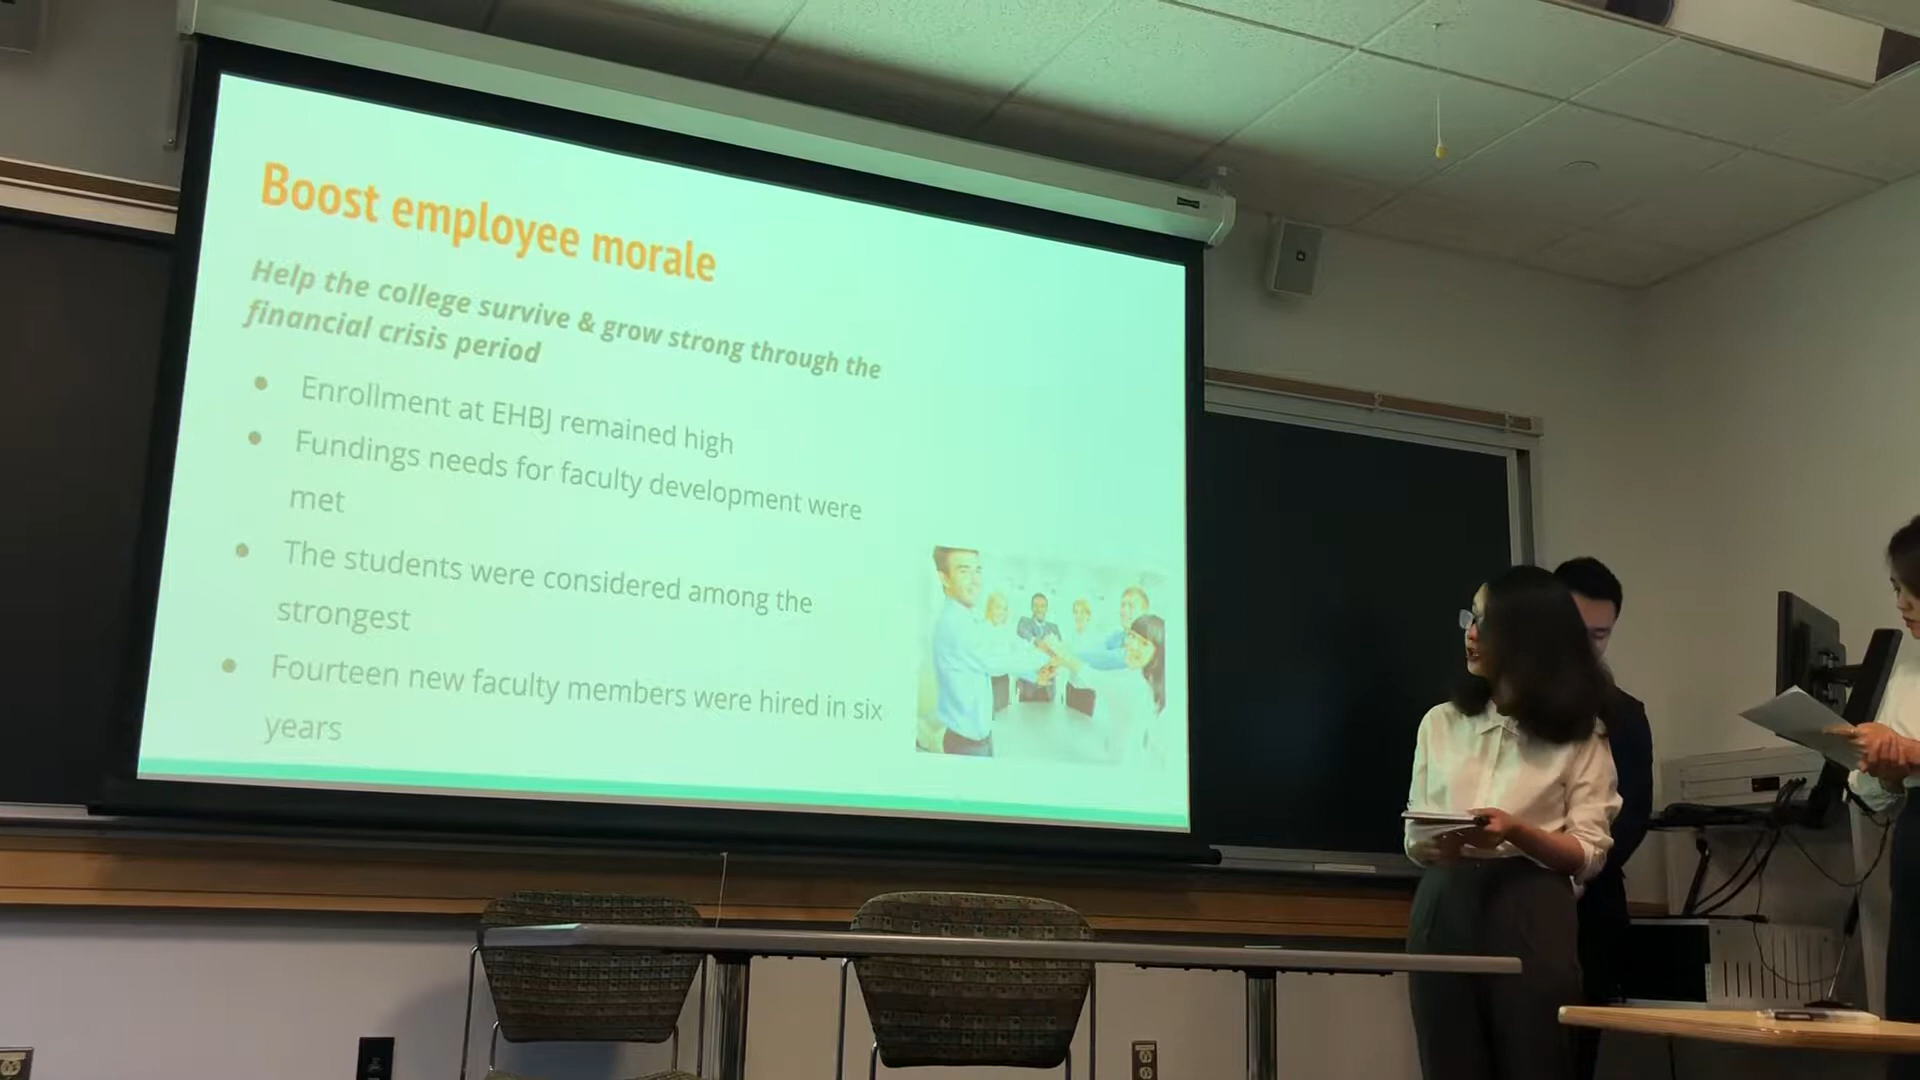 Boost employee morale
Help the college survive & grow strong through the
financial crisis period
● Enrollment at EHBJ remained high
● Fundings needs for faculty development were
met
● The students were considered among the
strongest
● Fourteen new faculty members were hired in six
years